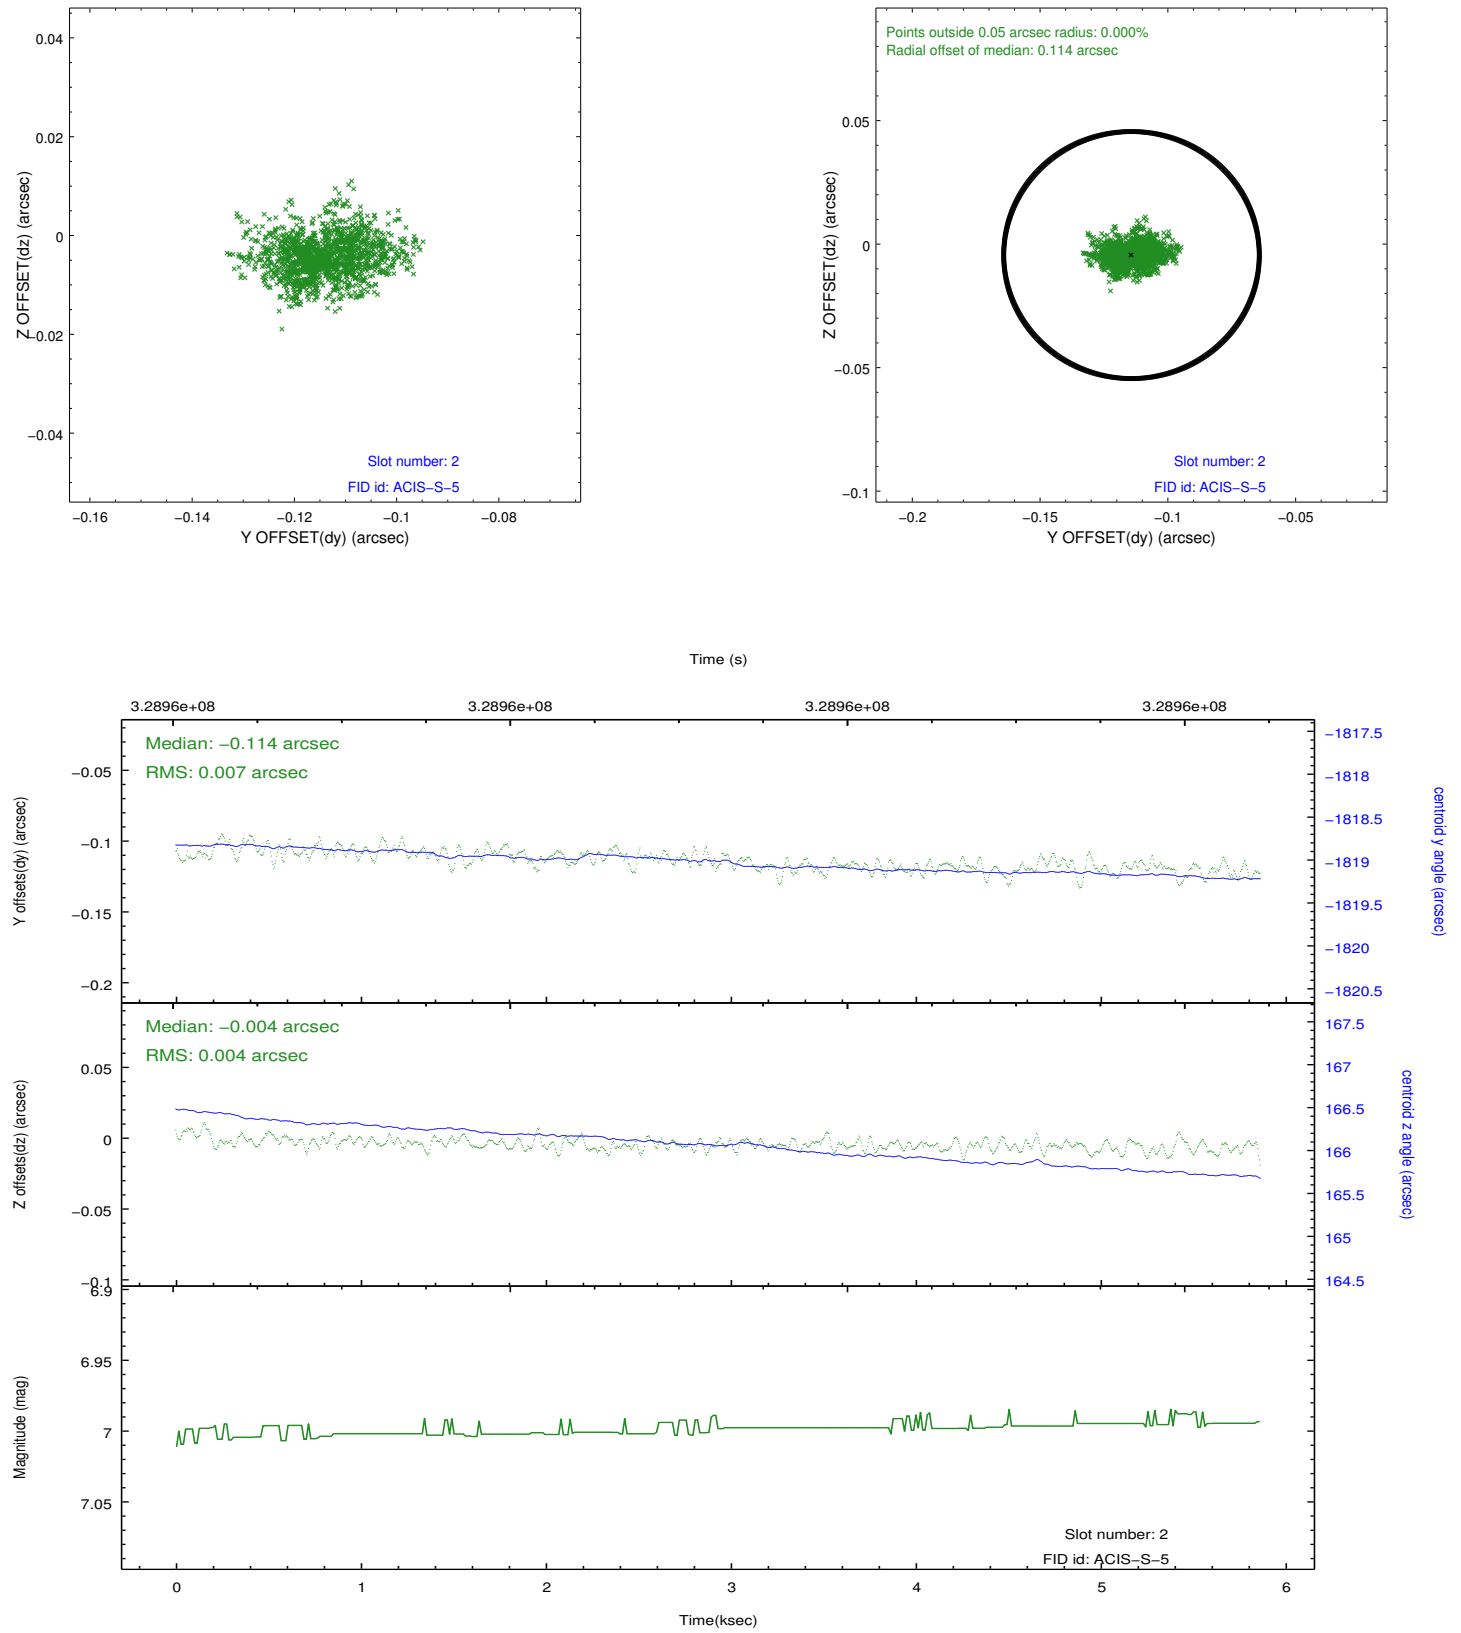 0.04
0.02
0
−0.02
−0.04
Z OFFSET(dz) (arcsec)
Slot number: 2
FID id: ACIS−S−5
−0.16
−0.14
−0.12
−0.1
−0.08
Y OFFSET(dy) (arcsec)
Points outside 0.05 arcsec radius: 0.000%
Radial offset of median: 0.114 arcsec
0.05
0
−0.05
−0.1
Z OFFSET(dz) (arcsec)
Slot number: 2
FID id: ACIS−S−5
−0.2
−0.15
−0.1
−0.05
Y OFFSET(dy) (arcsec)
Time (s)
3.2896e+08
3.2896e+08
3.2896e+08
3.2896e+08
Median: −0.114 arcsec
RMS: 0.007 arcsec
−0.05
−0.1
−0.15
−0.2
Y offsets(dy) (arcsec)
−1817.5
−1818
−1818.5
−1819
−1819.5
−1820
−1820.5
centroid y angle (arcsec)
Median: −0.004 arcsec
RMS: 0.004 arcsec
0.05
0
−0.05
−0.1
Z offsets(dz) (arcsec)
167.5
167
166.5
166
165.5
165
164.5
centroid z angle (arcsec)
6.9
6.95
7
7.05
Magnitude (mag)
Slot number: 2
FID id: ACIS−S−5
0
1
2
3
4
5
6
Time(ksec)